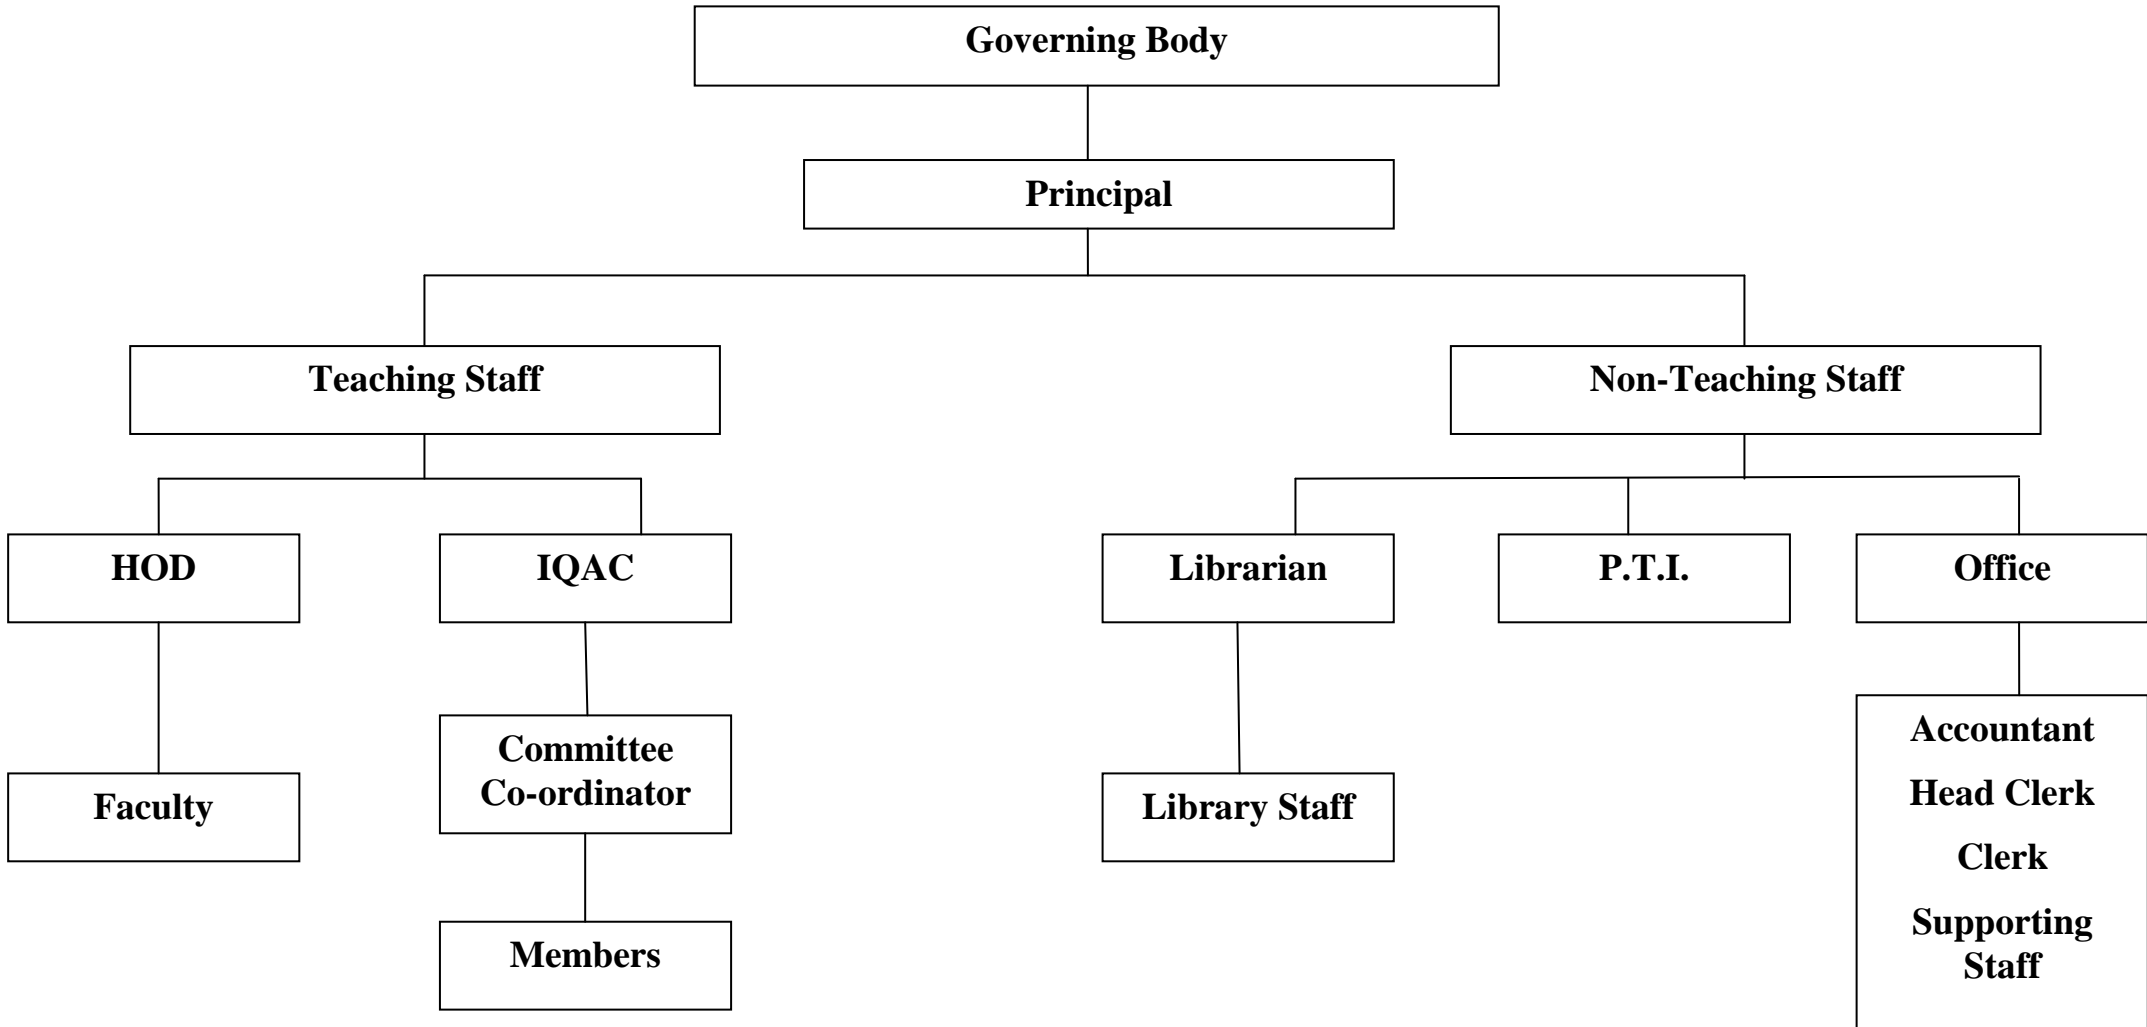 Governing Body
Principal
Teaching Staff
Non-Teaching Staff
HOD
IQAC
Librarian
P.T.I.
Office
Committee
Co-ordinator
Faculty
Library Staff
Members
Accountant
Head Clerk
Clerk
Supporting
Staff